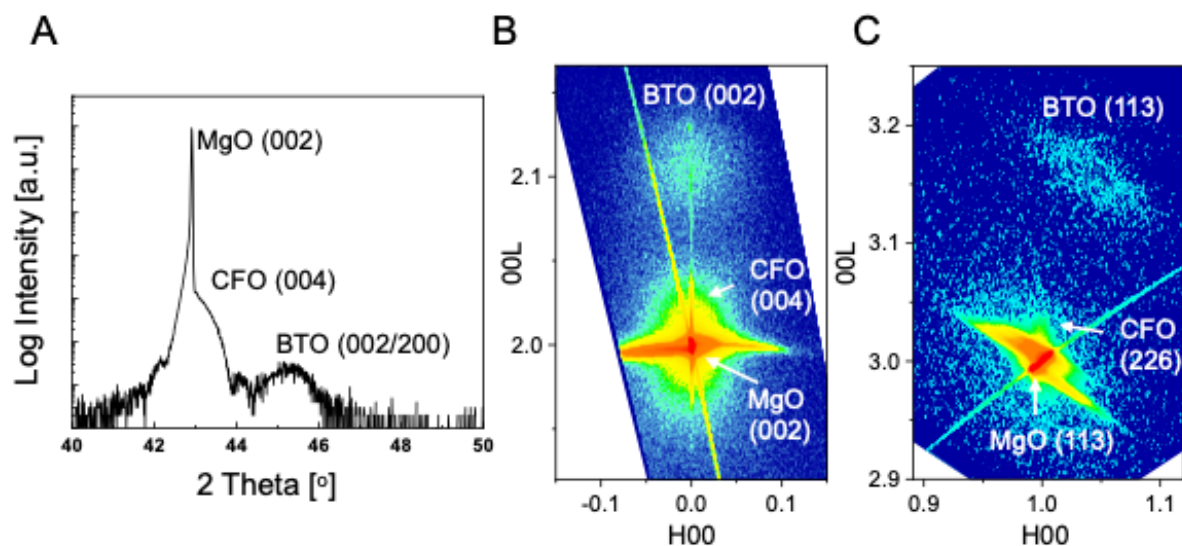 A
B
C
Log Intensity [a.u.]
MgO (002)
CFO (004)
BTO (002/200)
40 42 44 46 48 50
2 Theta [°]
00L
2.1
2.0
BTO (002)
CFO
(004)
MgO
(002)
-0.1 0.0 0.1
H00
00L
3.2
3.1
3.0
2.9
BTO (113)
CFO
(226)
MgO (113)
0.9 1.0 1.1
H00